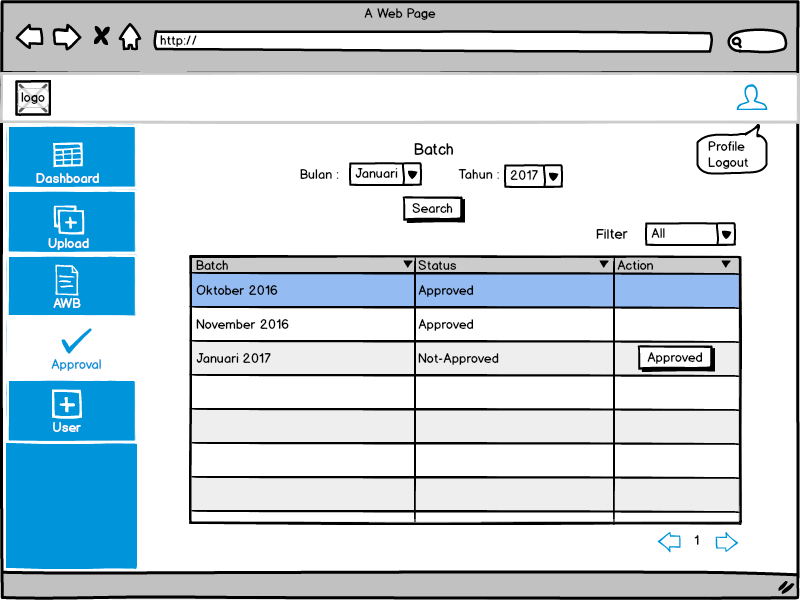 A Web Page
http://
logo
Profile
Logout
Dashboard
Upload
AWB
Approval
User
Batch
Bulan : Januari Tahun : 2017
Search
Filter All
Batch Status Action
Oktober 2016 Approved
November 2016 Approved
Januari 2017 Not-Approved Approved
1